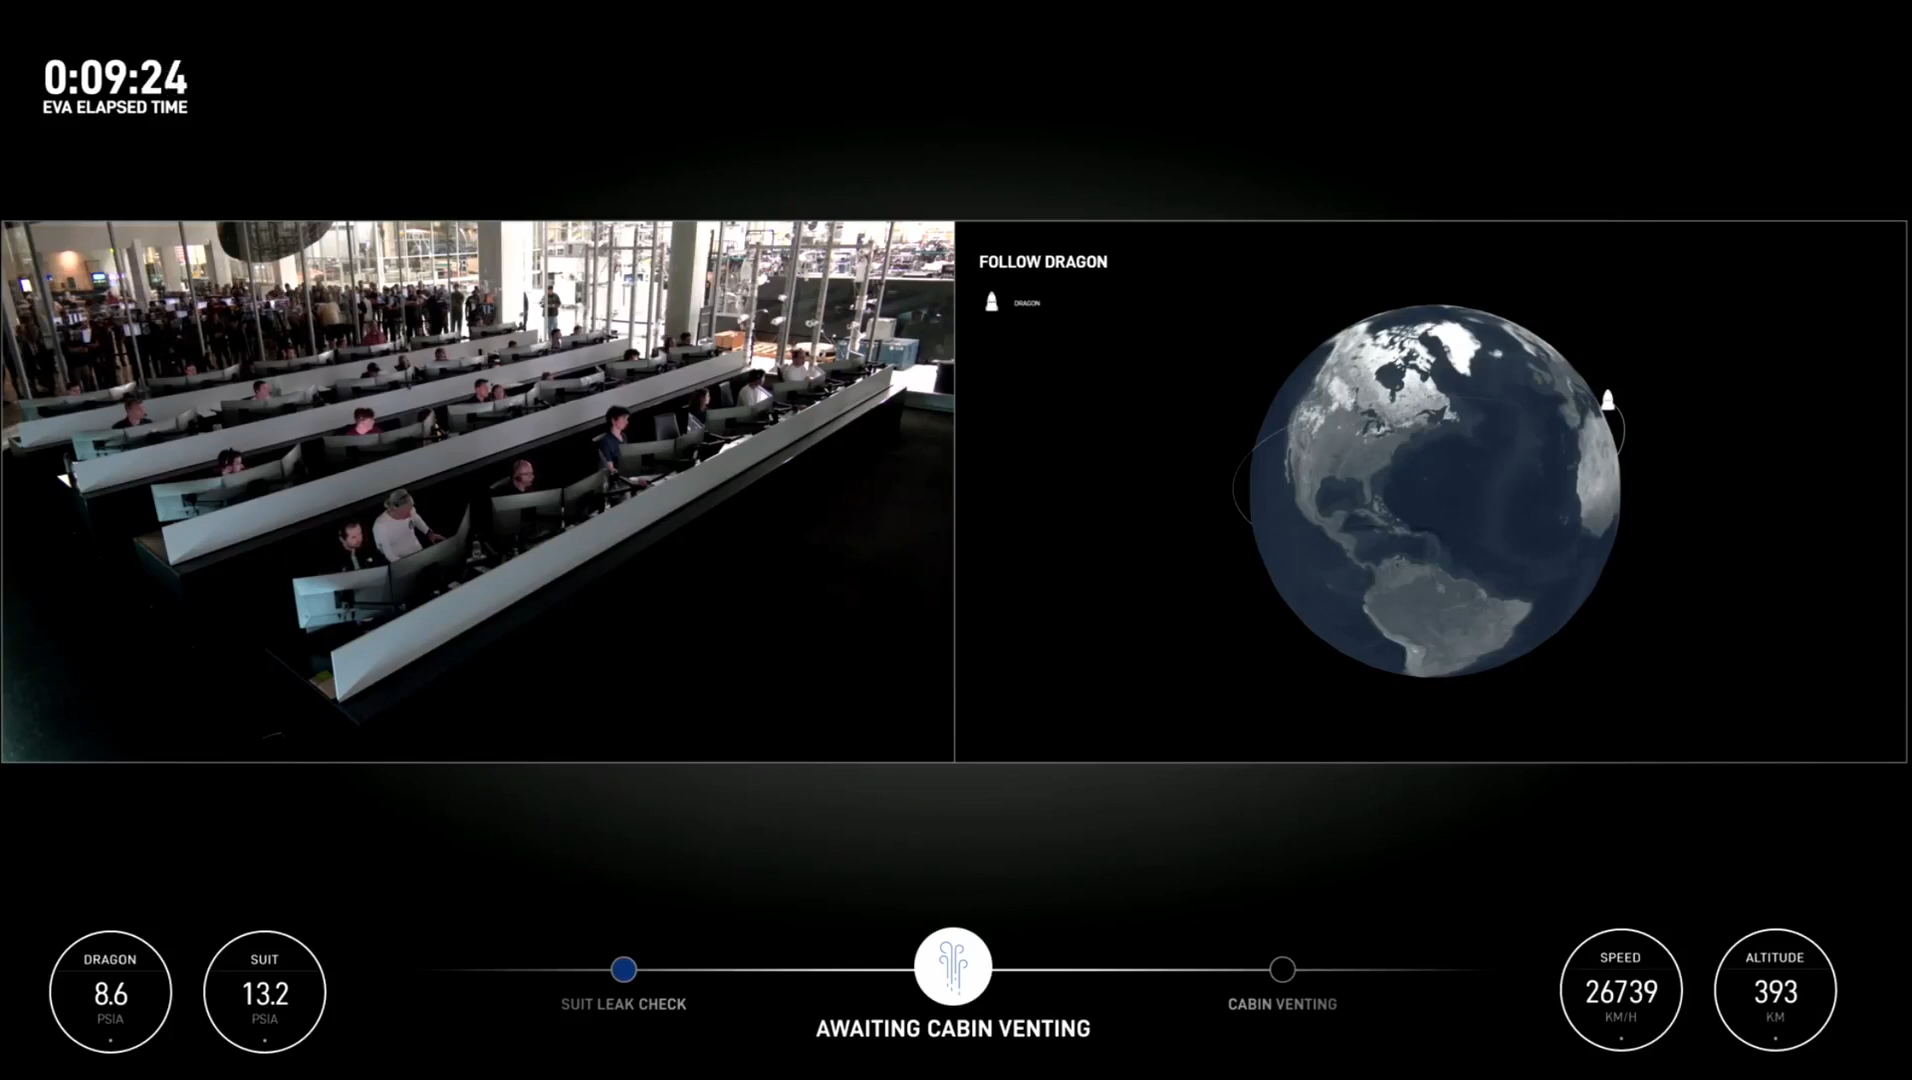 0:09:24
EVA ELAPSED TIME
FOLLOW DRAGON
DRAGON
DRAGON
8.6
PSIA
SUIT
13.2
PSIA
SUIT LEAK CHECK
AWAITING CABIN VENTING
CABIN VENTING
SPEED
26739
KM/H
ALTITUDE
393
KM